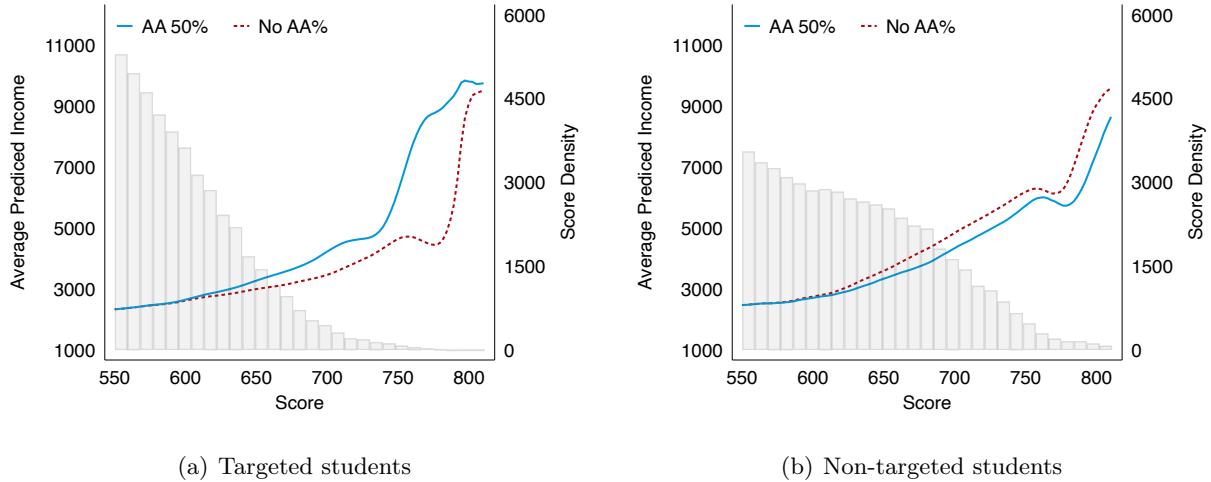 AA 50% No AA%
11000
9000
7000
5000
3000
1000
Average Prediced Income
6000
4500
3000
1500
0
Score Density
550 600 650 700 750 800
Score
(a) Targeted students
AA 50% No AA%
11000
9000
7000
5000
3000
1000
Average Prediced Income
6000
4500
3000
1500
0
Score Density
550 600 650 700 750 800
Score
(b) Non-targeted students